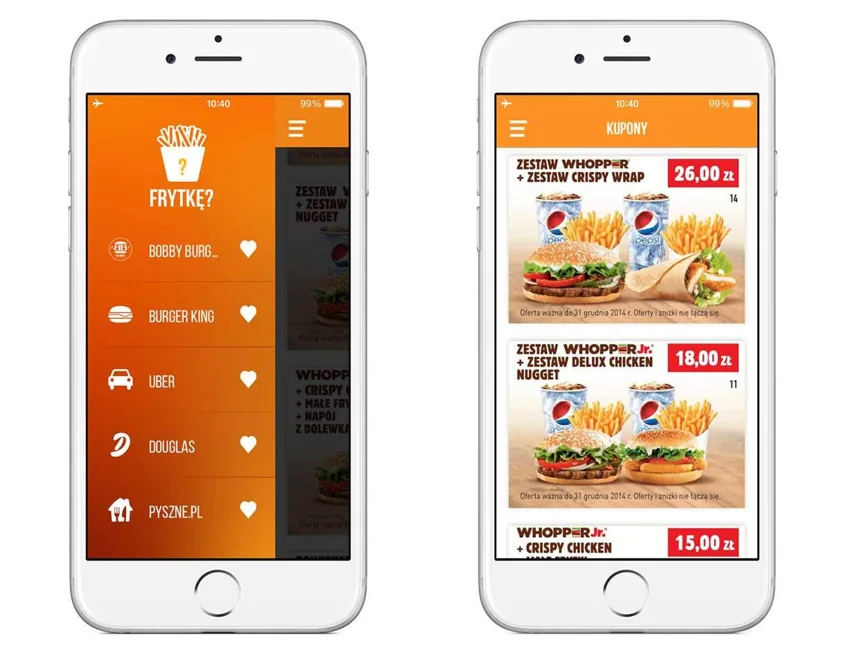 10:40
99%
?
FRYTKĘ?
BOBBY BURG...
BURGER KING
UBER
DOUGLAS
PYSZNE.PL
ZESTAW W
+ ZESTAW
NUGGET
WHOPP
+ CRISPY
+ MAŁE FRY
+ NAPÓJ
Z DOLEWKĄ
10:40
99%
KUPONY
ZESTAW WHOPPER
+ ZESTAW CRISPY WRAP
26,00 ZŁ
14
pepsi
pepsi
Oferta ważna do 31 grudnia 2014 r. Oferty i zniżki nie łączą się.
ZESTAW WHOPPER Jr.
+ ZESTAW DELUX CHICKEN
NUGGET
18,00 ZŁ
11
Oferta ważna do 31 grudnia 2014 r. Oferty i zniżki nie łączą się.
WHOPPER Jr.
+ CRISPY CHICKEN
15,00 ZŁ